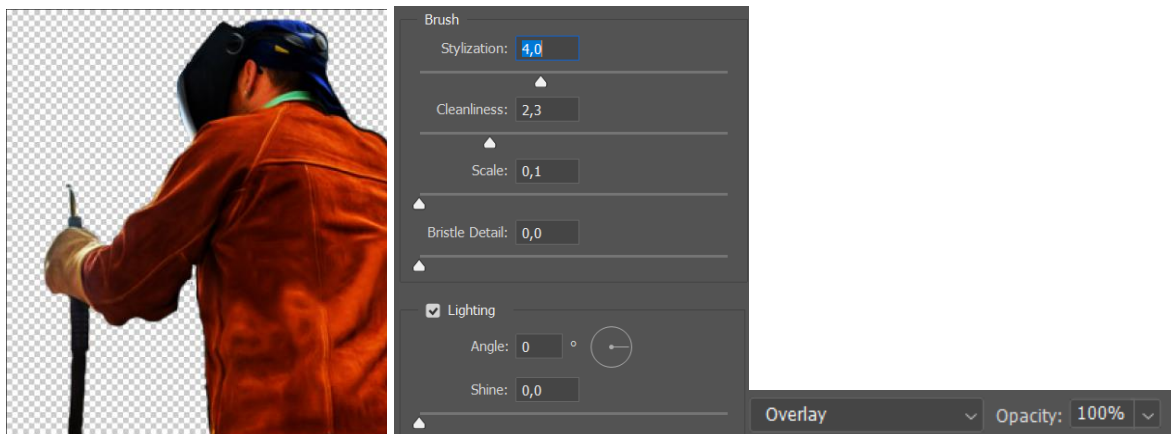 Brush
Stylization: 4,0
Cleanliness: 2,3
Scale: 0,1
Bristle Detail: 0,0
Lighting
Angle: 0 °
Shine: 0,0
Overlay Opacity: 100%